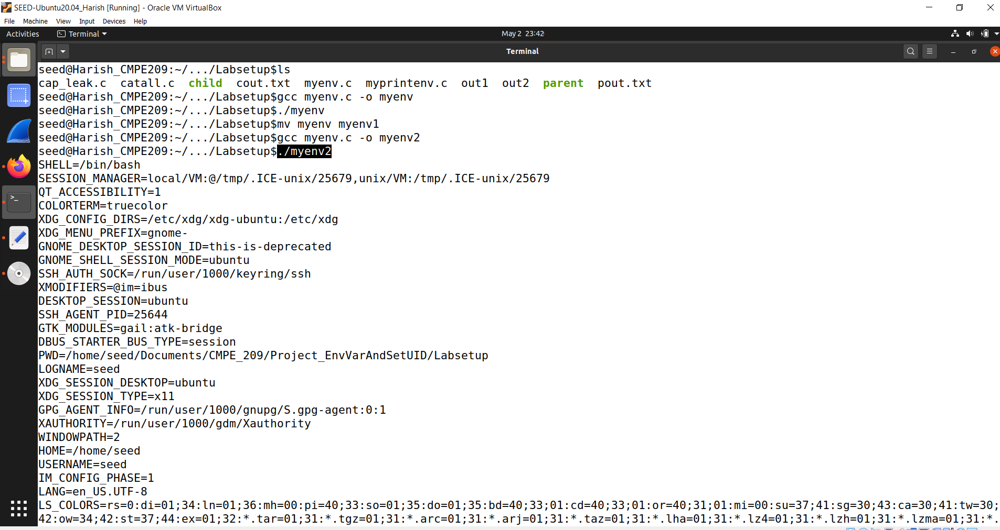 SEED-Ubuntu20.04_Harish [Running] - Oracle VM VirtualBox
File Machine View Input Devices Help
Activities Terminal May 2 23:42
Terminal
seed@Harish_CMPE209:~/.../Labsetup$ls
cap_leak.c catall.c child cout.txt myenv.c myprintenv.c out1 out2 parent pout.txt
seed@Harish_CMPE209:~/.../Labsetup$gcc myenv.c -o myenv
seed@Harish_CMPE209:~/.../Labsetup$./myenv
seed@Harish_CMPE209:~/.../Labsetup$mv myenv myenv1
seed@Harish_CMPE209:~/.../Labsetup$gcc myenv.c -o myenv2
seed@Harish_CMPE209:~/.../Labsetup$./myenv2
SHELL=/bin/bash
SESSION_MANAGER=local/VM:@/tmp/.ICE-unix/25679,unix/VM:/tmp/.ICE-unix/25679
QT_ACCESSIBILITY=1
COLORTERM=truecolor
XDG_CONFIG_DIRS=/etc/xdg/xdg-ubuntu:/etc/xdg
XDG_MENU_PREFIX=gnome-
GNOME_DESKTOP_SESSION_ID=this-is-deprecated
GNOME_SHELL_SESSION_MODE=ubuntu
SSH_AUTH_SOCK=/run/user/1000/keyring/ssh
XMODIFIERS=@im=ibus
DESKTOP_SESSION=ubuntu
SSH_AGENT_PID=25644
GTK_MODULES=gail:atk-bridge
DBUS_STARTER_BUS_TYPE=session
PWD=/home/seed/Documents/CMPE_209/Project_EnvVarAndSetUID/Labsetup
LOGNAME=seed
XDG_SESSION_DESKTOP=ubuntu
XDG_SESSION_TYPE=x11
GPG_AGENT_INFO=/run/user/1000/gnupg/S.gpg-agent:0:1
XAUTHORITY=/run/user/1000/gdm/Xauthority
WINDOWPATH=2
HOME=/home/seed
USERNAME=seed
IM_CONFIG_PHASE=1
LANG=en_US.UTF-8
LS_COLORS=rs=0:di=01;34:ln=01;36:mh=00:pi=40;33:so=01;35:do=01;35:bd=40;33;01:cd=40;33;01:or=40;31;01:mi=00:su=37;41:sg=30;43:ca=30;41:tw=30;
42:ow=34;42:st=37;44:ex=01;32:*.tar=01;31:*.tgz=01;31:*.arc=01;31:*.arj=01;31:*.taz=01;31:*.lha=01;31:*.lz4=01;31:*.lzh=01;31:*.lzma=01;31:*.